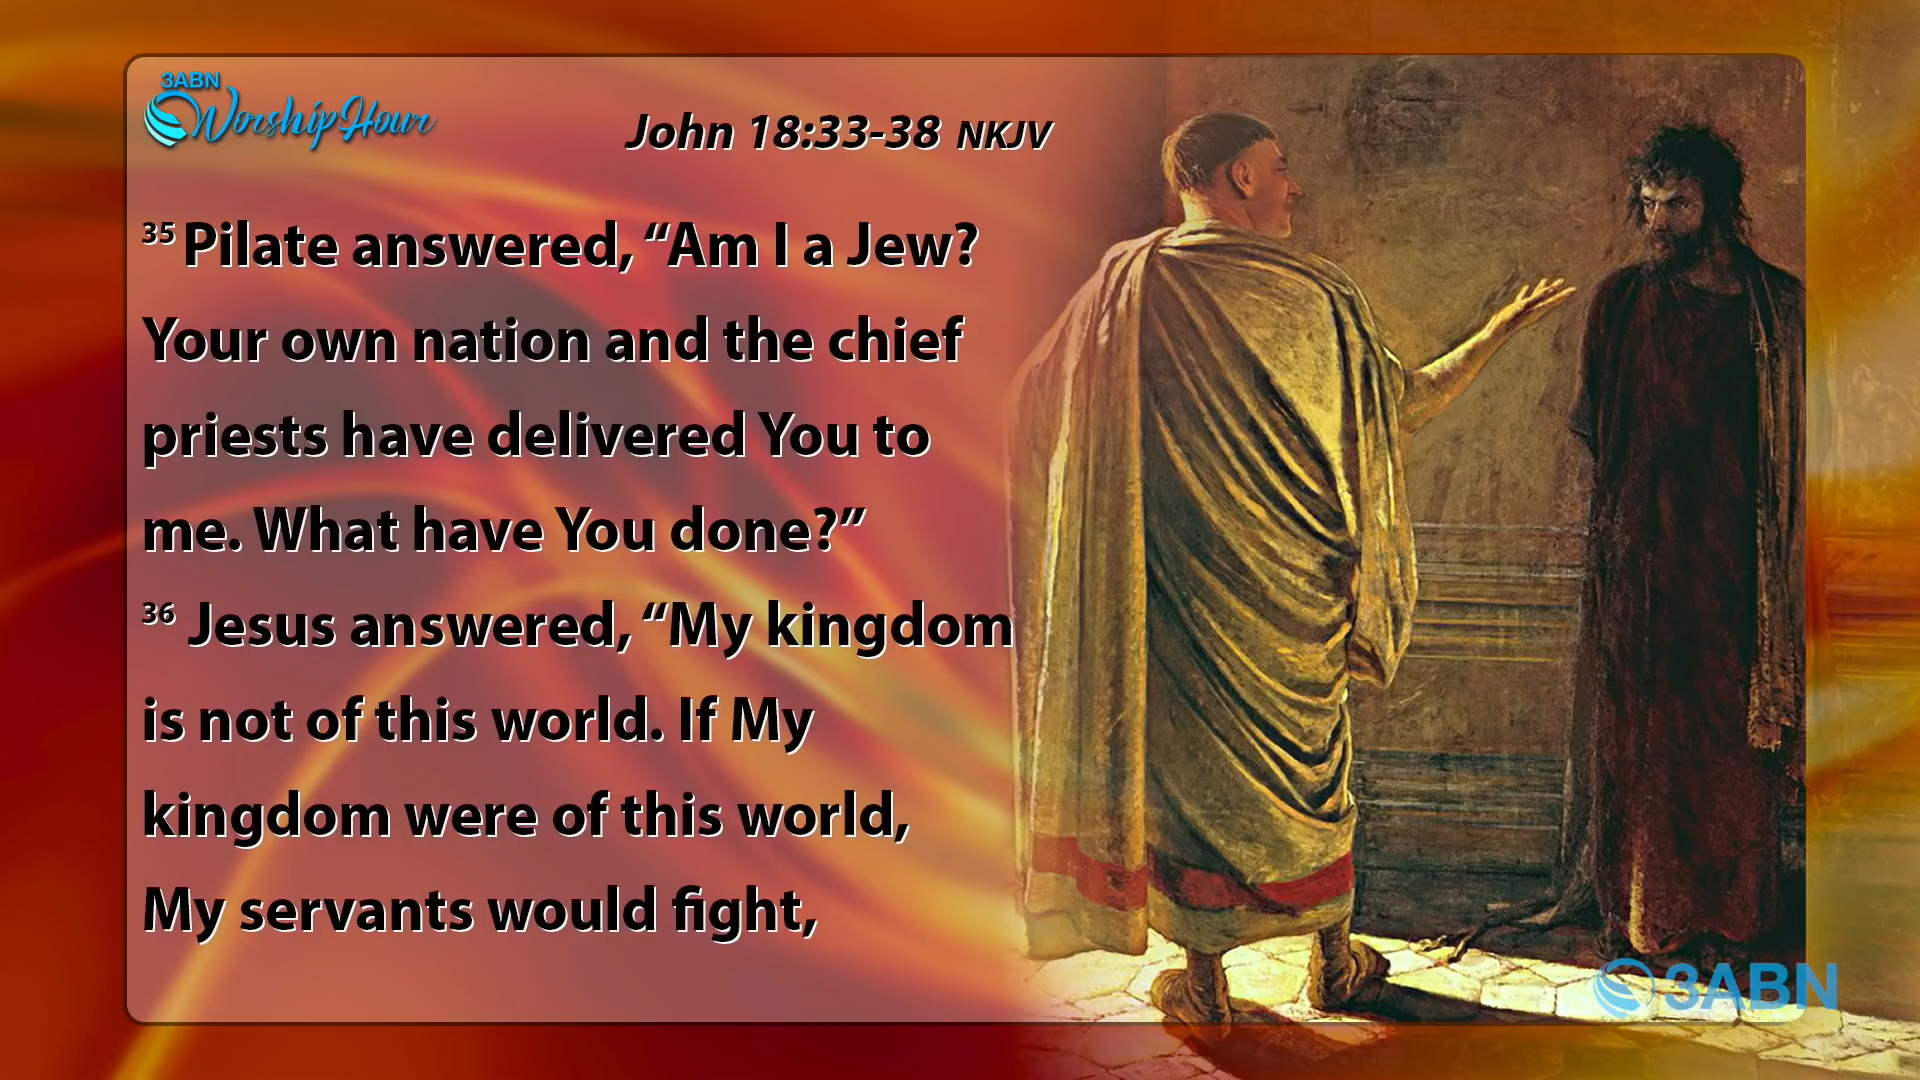 3ABN
Worship Hour
John 18:33-38 NKJV
35 Pilate answered, “Am I a Jew?
Your own nation and the chief
priests have delivered You to
me. What have You done?”
36 Jesus answered, “My kingdom
is not of this world. If My
kingdom were of this world,
My servants would fight,
3ABN